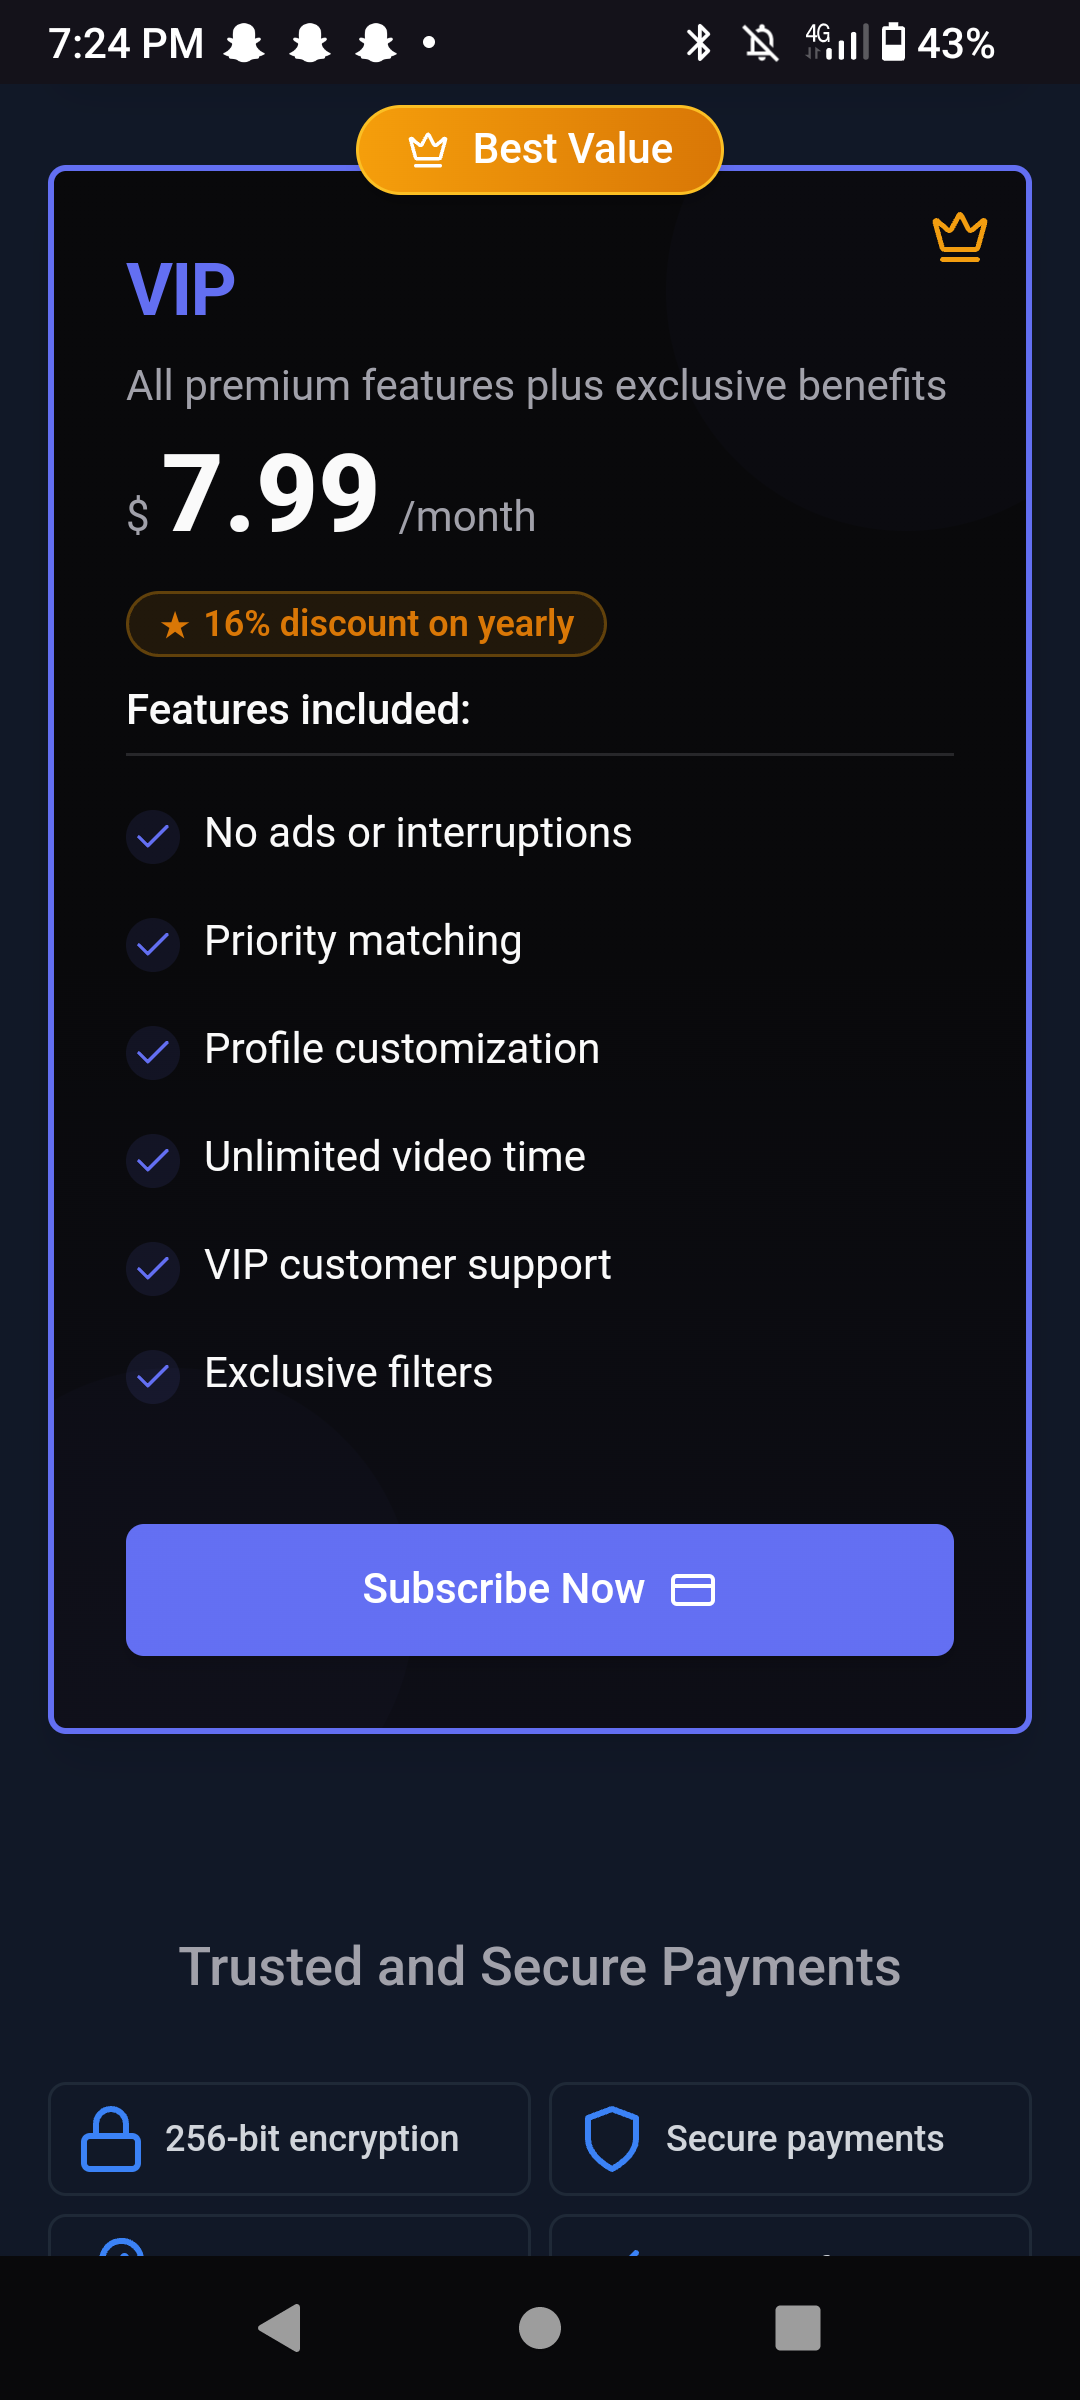 7:24 PM
4G
43%
Best Value
VIP
All premium features plus exclusive benefits
$7.99 /month
★ 16% discount on yearly
Features included:
No ads or interruptions
Priority matching
Profile customization
Unlimited video time
VIP customer support
Exclusive filters
Subscribe Now
Trusted and Secure Payments
256-bit encryption
Secure payments